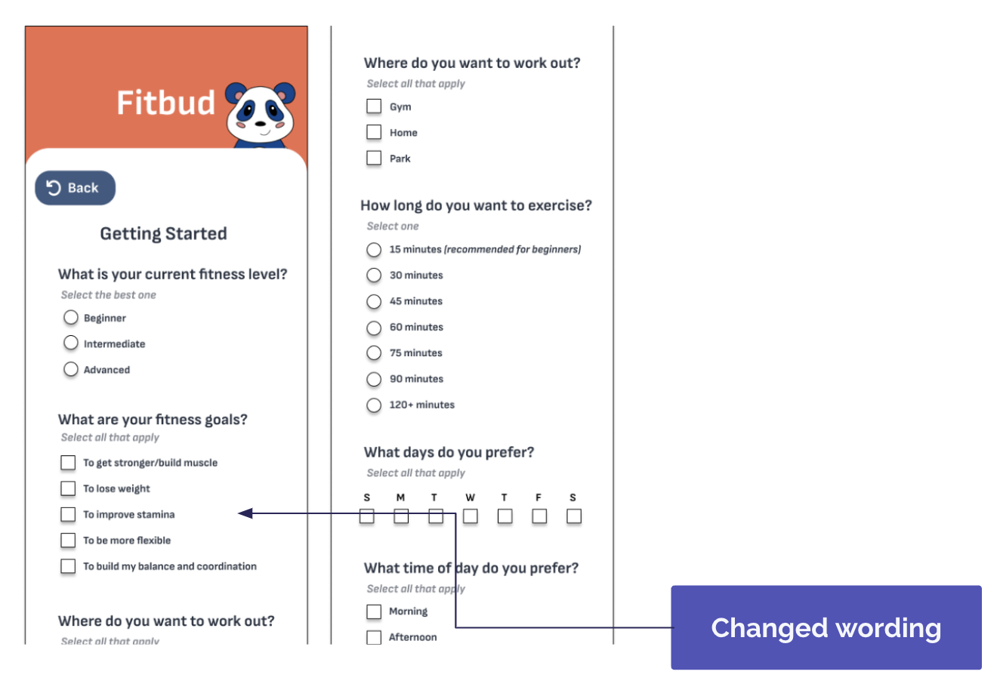 Fitbud
Back
Getting Started
What is your current fitness level?
Select the best one
Beginner
Intermediate
Advanced
What are your fitness goals?
Select all that apply
To get stronger/build muscle
To lose weight
To improve stamina
To be more flexible
To build my balance and coordination
Where do you want to work out?
Select all that apply
Where do you want to work out?
Select all that apply
Gym
Home
Park
How long do you want to exercise?
Select one
15 minutes (recommended for beginners)
30 minutes
45 minutes
60 minutes
75 minutes
90 minutes
120+ minutes
What days do you prefer?
Select all that apply
S M T W T F S
What time of day do you prefer?
Select all that apply
Morning
Afternoon
Changed wording